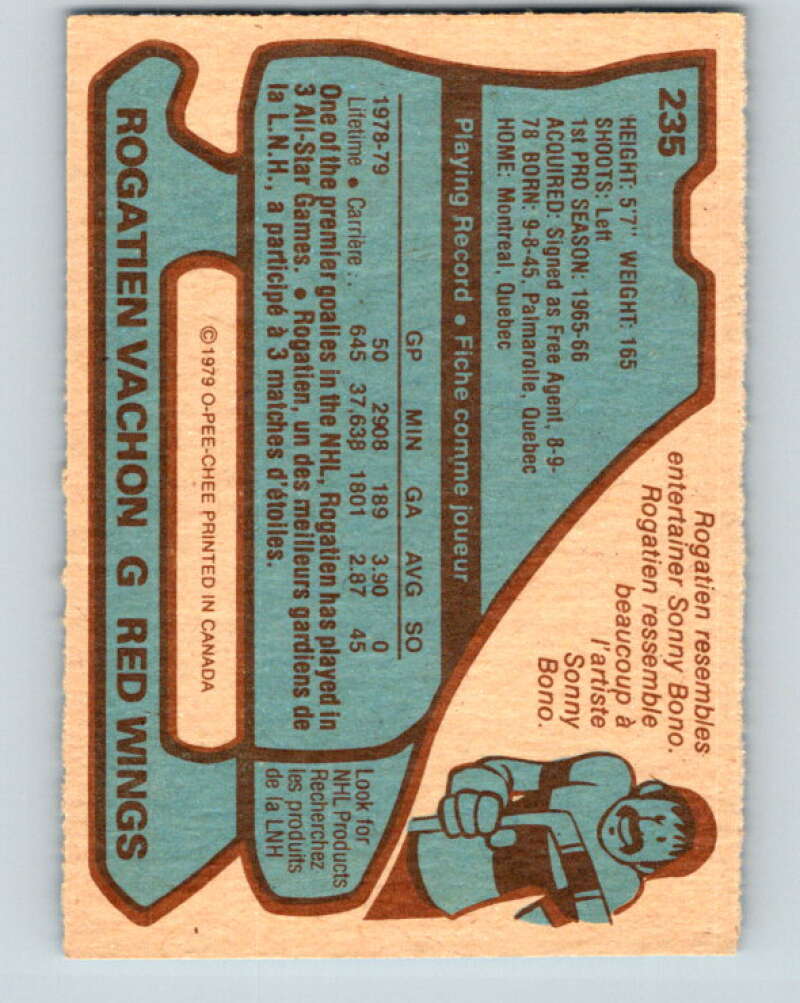 235
HEIGHT: 5'7" WEIGHT: 165
SHOOTS: Left
1st PRO SEASON: 1965-66
ACQUIRED: Signed as Free Agent, 8-9-
78 BORN: 9-8-45, Palmarolle, Quebec
HOME: Montreal, Quebec
Rogatien resembles
entertainer Sonny Bono.
Rogatien ressemble
beaucoup à
l'artiste
Sonny
Bono.
Playing Record • Fiche comme joueur
GP MIN GA AVG SO
1978-79 50 2908 189 3.90 0
Lifetime • Carrière . 645 37,638 1801 2.87 45
One of the premier goalies in the NHL, Rogatien has played in
3 All-Star Games. • Rogatien, un des meilleurs gardiens de
la L.N.H., a participé à 3 matches d'étoiles.
Look for
NHL Products
Recherchez
les produits
de la LNH
©1979 O-PEE-CHEE PRINTED IN CANADA
ROGATIEN VACHON G RED WINGS